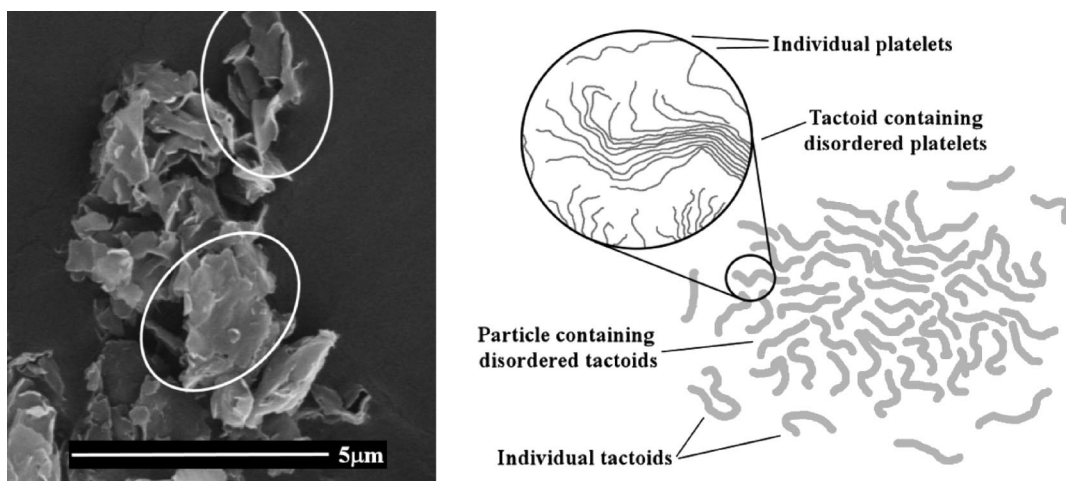 5µm
Individual platelets
Tactoid containing
disordered platelets
Particle containing
disordered tactoids
Individual tactoids